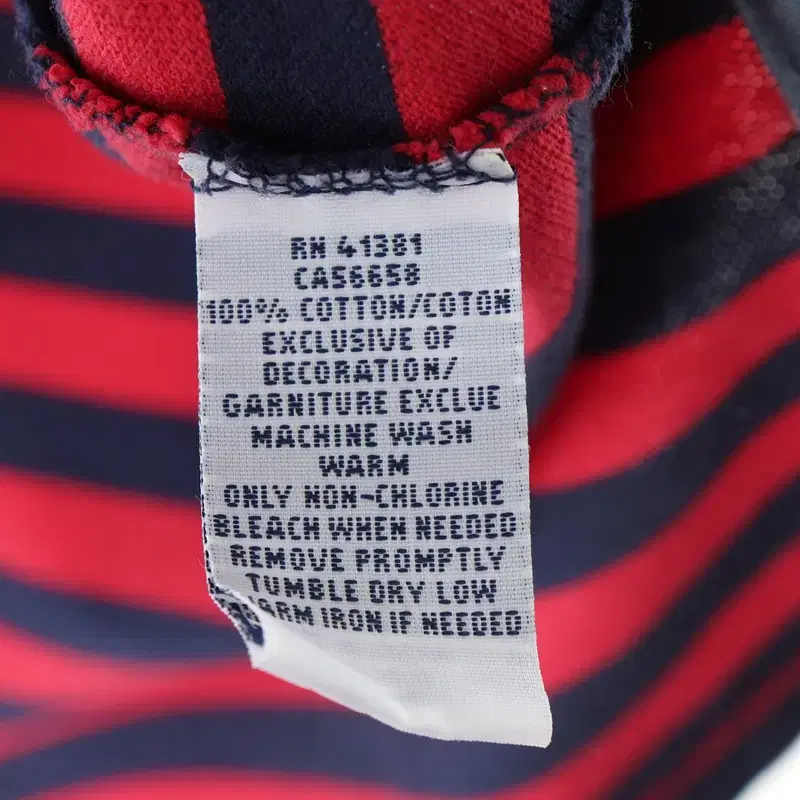 RN 41381
CA56658
100% COTTON/COTON
EXCLUSIVE OF
DECORATION/
GARNITURE EXCLUE
MACHINE WASH
WARM
ONLY NON-CHLORINE
BLEACH WHEN NEEDED
REMOVE PROMPTLY
TUMBLE DRY LOW
WARM IRON IF NEEDED